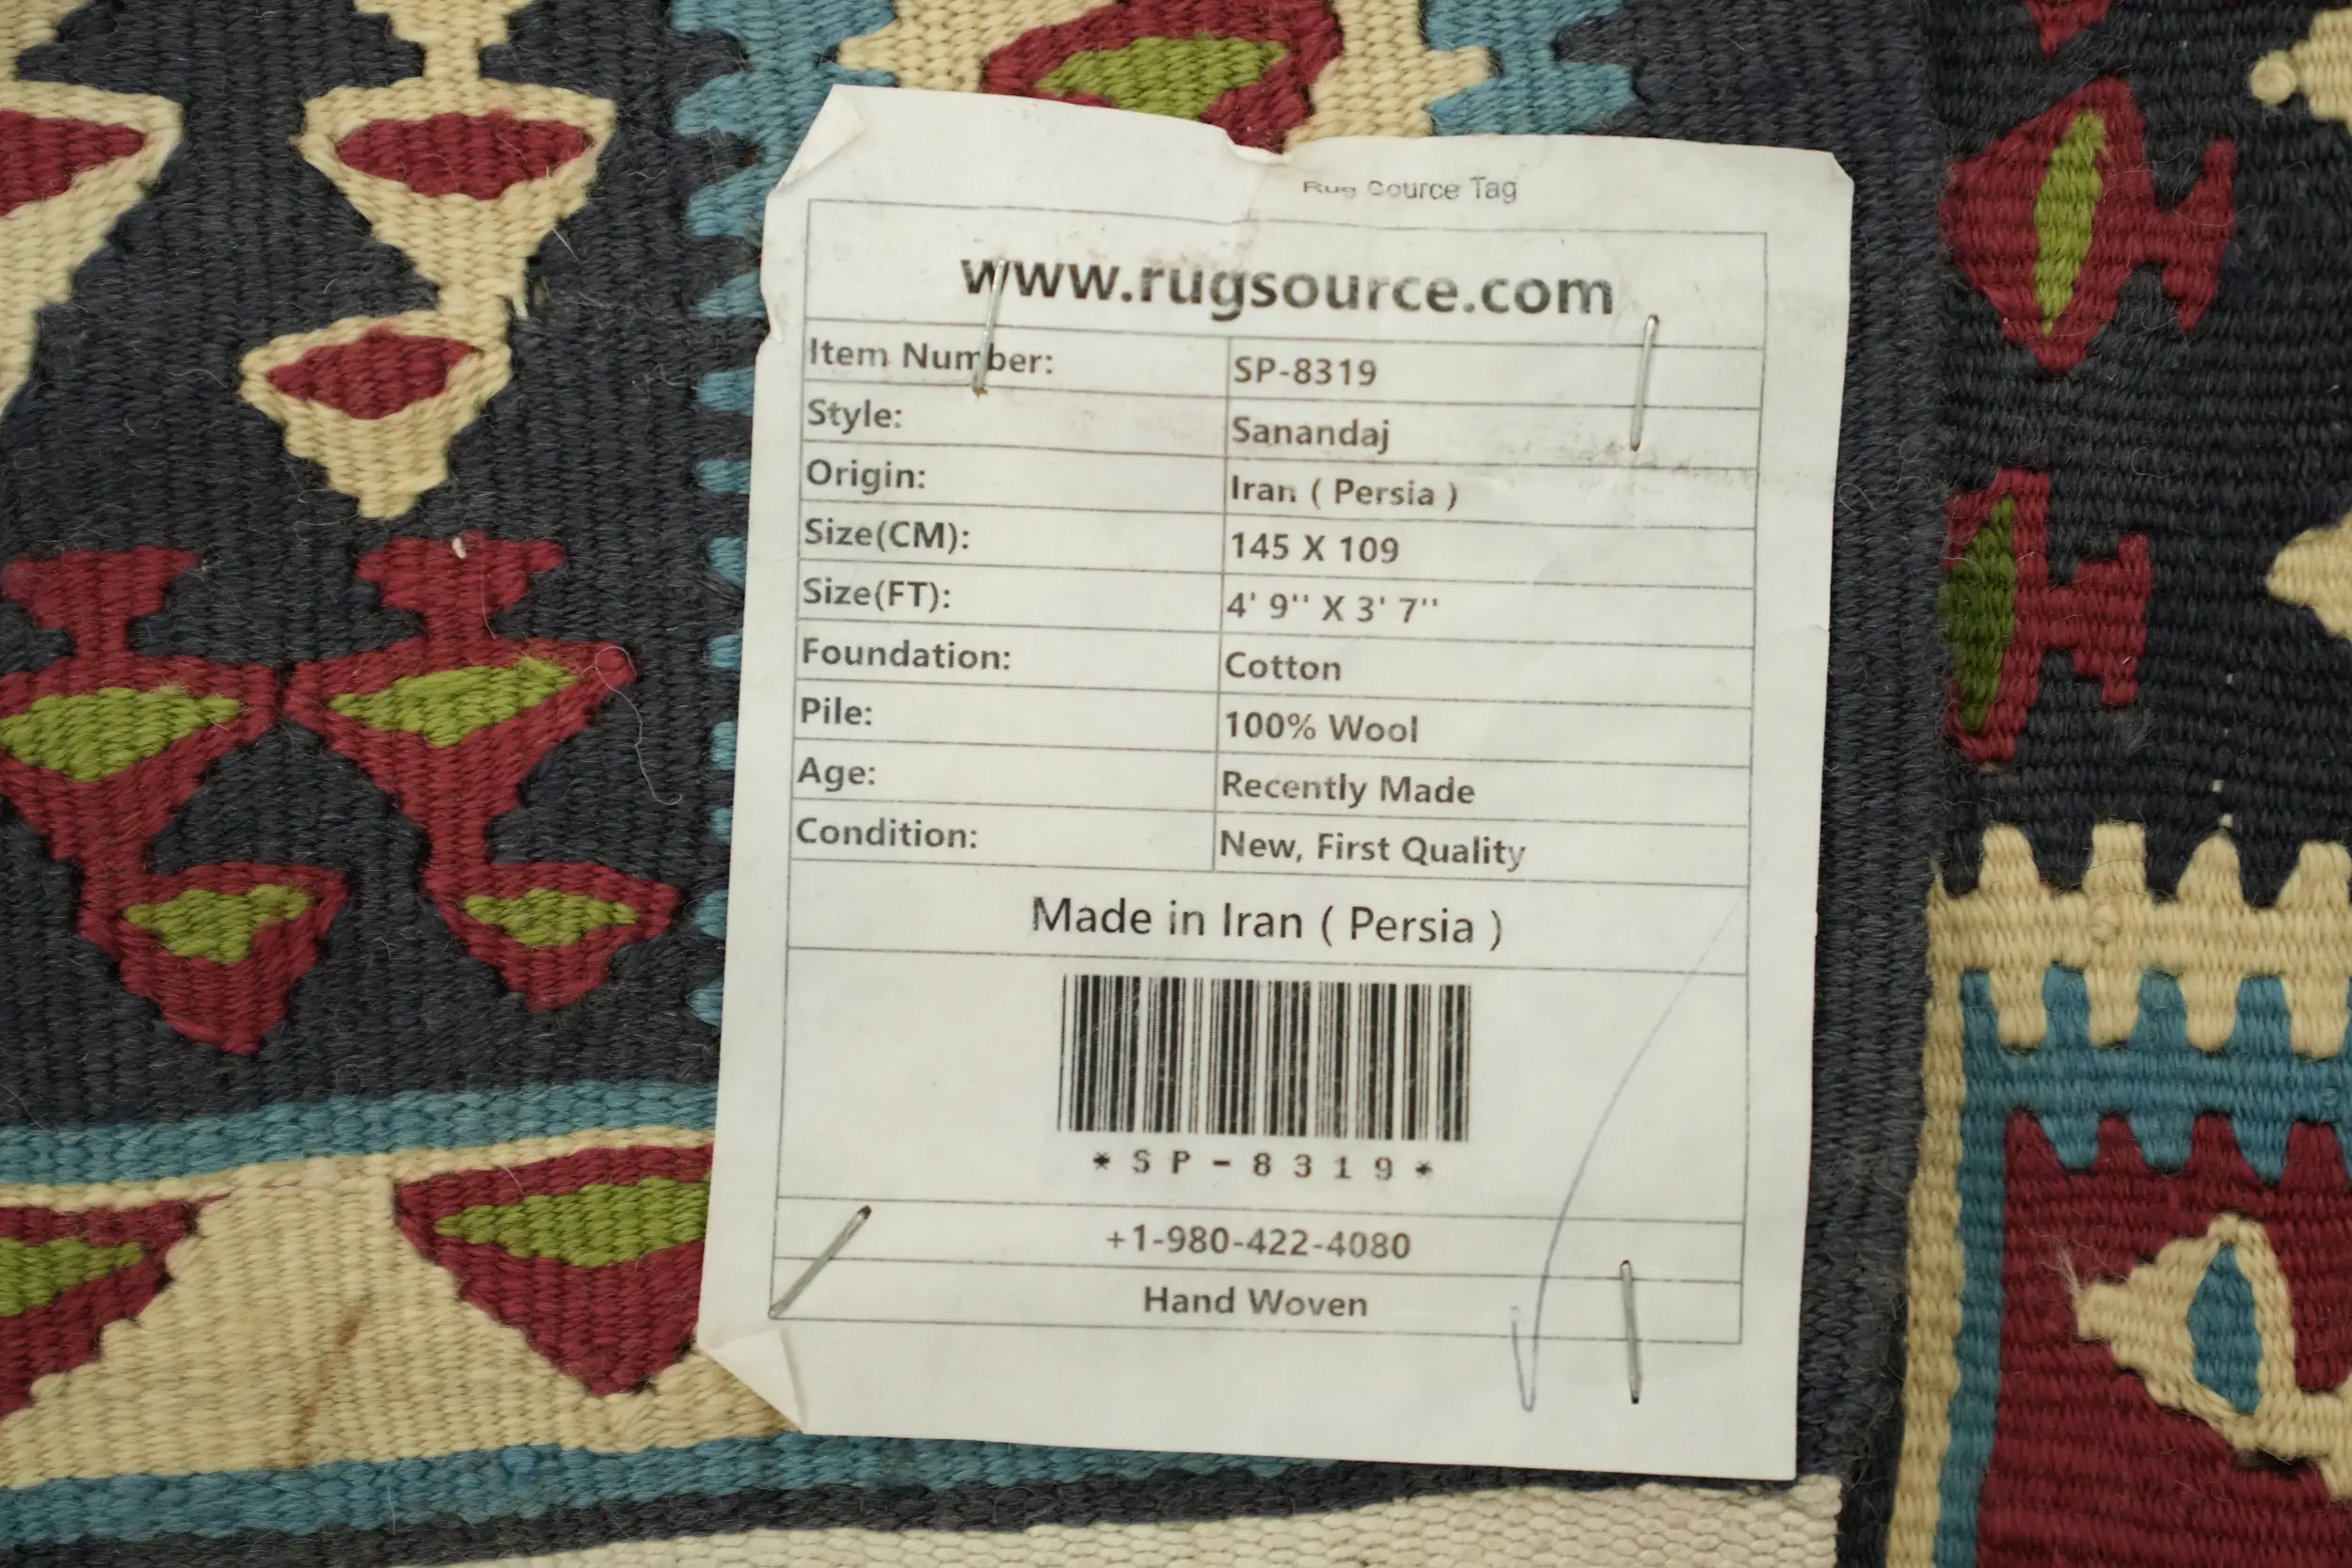 Rug Source Tag
www.rugsource.com
Item Number: SP-8319
Style: Sanandaj
Origin: Iran ( Persia )
Size(CM): 145 X 109
Size(FT): 4' 9'' X 3' 7''
Foundation: Cotton
Pile: 100% Wool
Age: Recently Made
Condition: New, First Quality
Made in Iran ( Persia )
*SP-8319*
+1-980-422-4080
Hand Woven